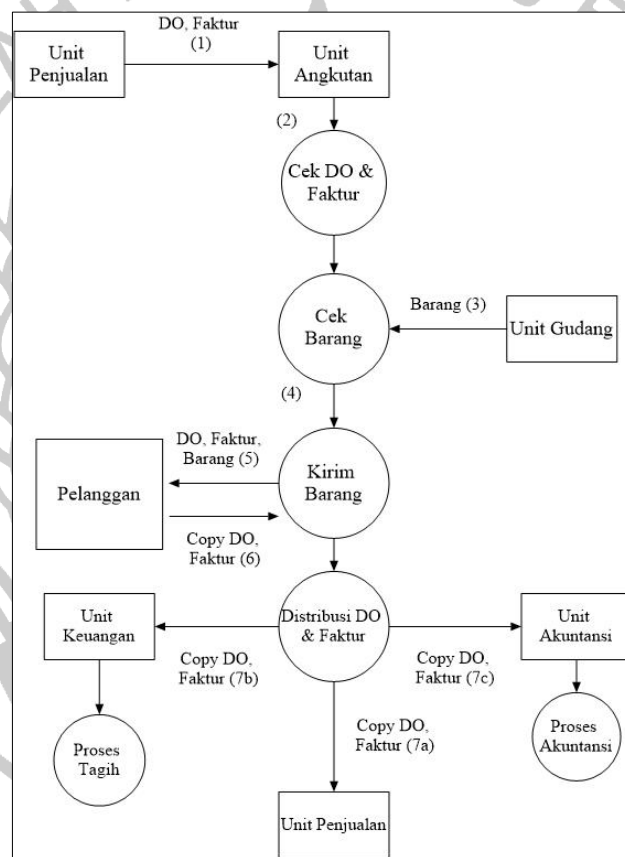 DO, Faktur
(1)
Unit
Penjualan
Unit
Angkutan
(2)
Cek DO &
Faktur
Cek
Barang
Barang (3)
Unit Gudang
(4)
DO, Faktur,
Barang (5)
Kirim
Barang
Pelanggan
Copy DO,
Faktur (6)
Unit
Keuangan
Distribusi DO
& Faktur
Unit
Akuntansi
Copy DO,
Faktur (7b)
Copy DO,
Faktur (7c)
Copy DO,
Faktur (7a)
Proses
Tagih
Proses
Akuntansi
Unit Penjualan